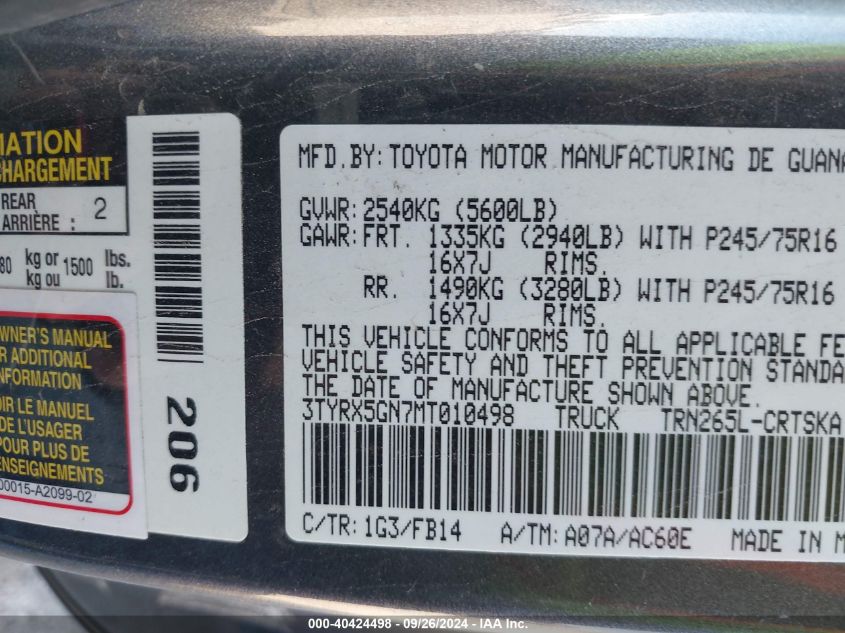 MATION
CHARGEMENT
REAR
ARRIÈRE : 2
80 kg or 1500 lbs.
kg ou lb.
OWNER'S MANUAL
R ADDITIONAL
NFORMATION
OIR LE MANUEL
DE L'USAGER
POUR PLUS DE
ENSEIGNEMENTS
00015-A2099-02
206
MFD.BY: TOYOTA MOTOR MANUFACTURING DE GUANA
GVWR: 2540KG (5600LB)
GAWR: FRT. 1335KG (2940LB) WITH P245/75R16
16X7J RIMS.
RR. 1490KG (3280LB) WITH P245/75R16
16X7J RIMS.
THIS VEHICLE CONFORMS TO ALL APPLICABLE FE
VEHICLE SAFETY AND THEFT PREVENTION STANDA
THE DATE OF MANUFACTURE SHOWN ABOVE.
3TYRX5GN7MT010498 TRUCK TRN265L-CRTSKA
C/TR: 1G3/FB14 A/TM: A07A/AC60E MADE IN M
000-40424498 - 09/26/2024 - IAA Inc.